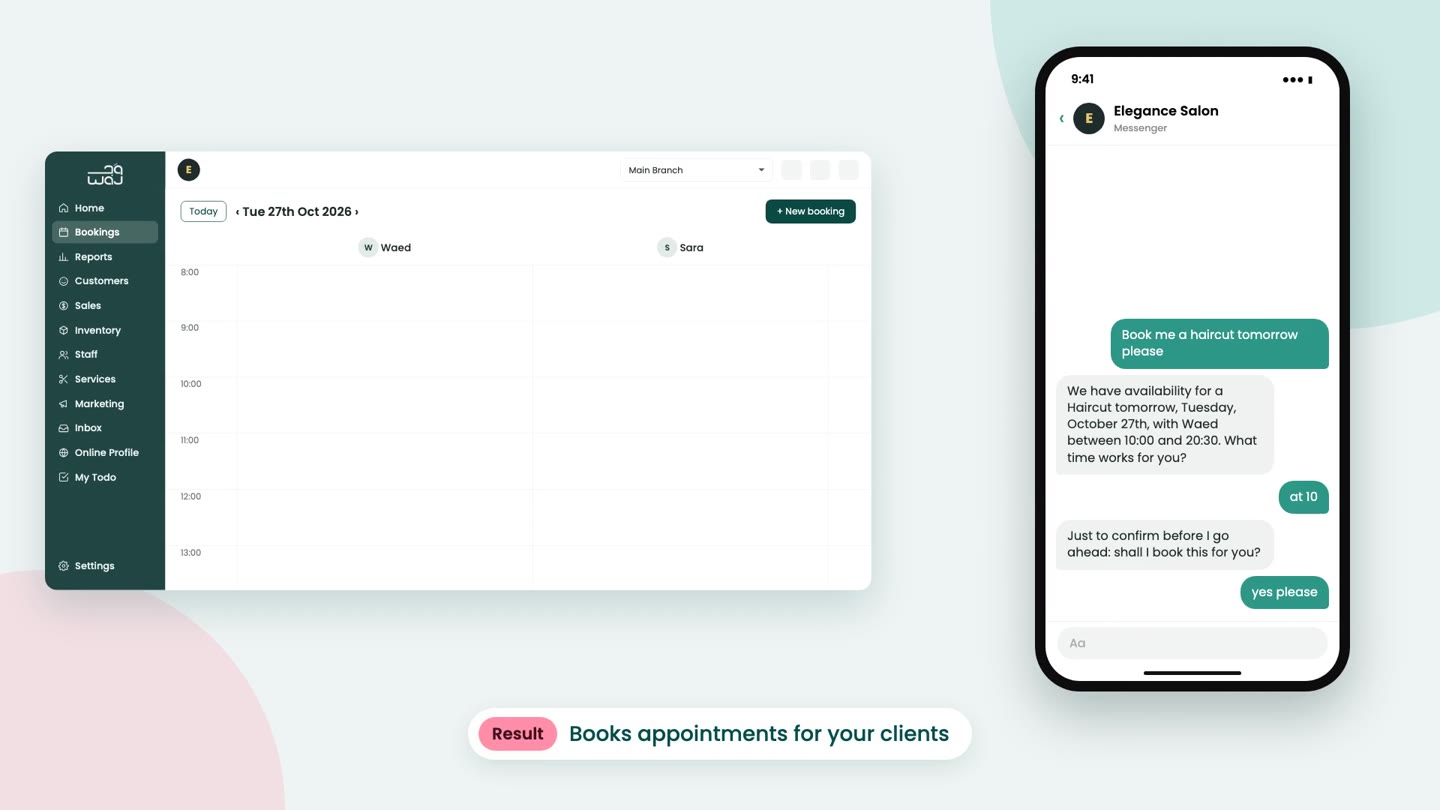 Home
Bookings
Reports
Customers
Sales
Inventory
Staff
Services
Marketing
Inbox
Online Profile
My Todo
Settings
E
Main Branch
Today
‹ Tue 27th Oct 2026 ›
+ New booking
W Waed
S Sara
8:00
9:00
10:00
11:00
12:00
13:00
9:41
‹
E
Elegance Salon
Messenger
Book me a haircut tomorrow
please
We have availability for a
Haircut tomorrow, Tuesday,
October 27th, with Waed
between 10:00 and 20:30. What
time works for you?
at 10
Just to confirm before I go
ahead: shall I book this for you?
yes please
Aa
Result Books appointments for your clients